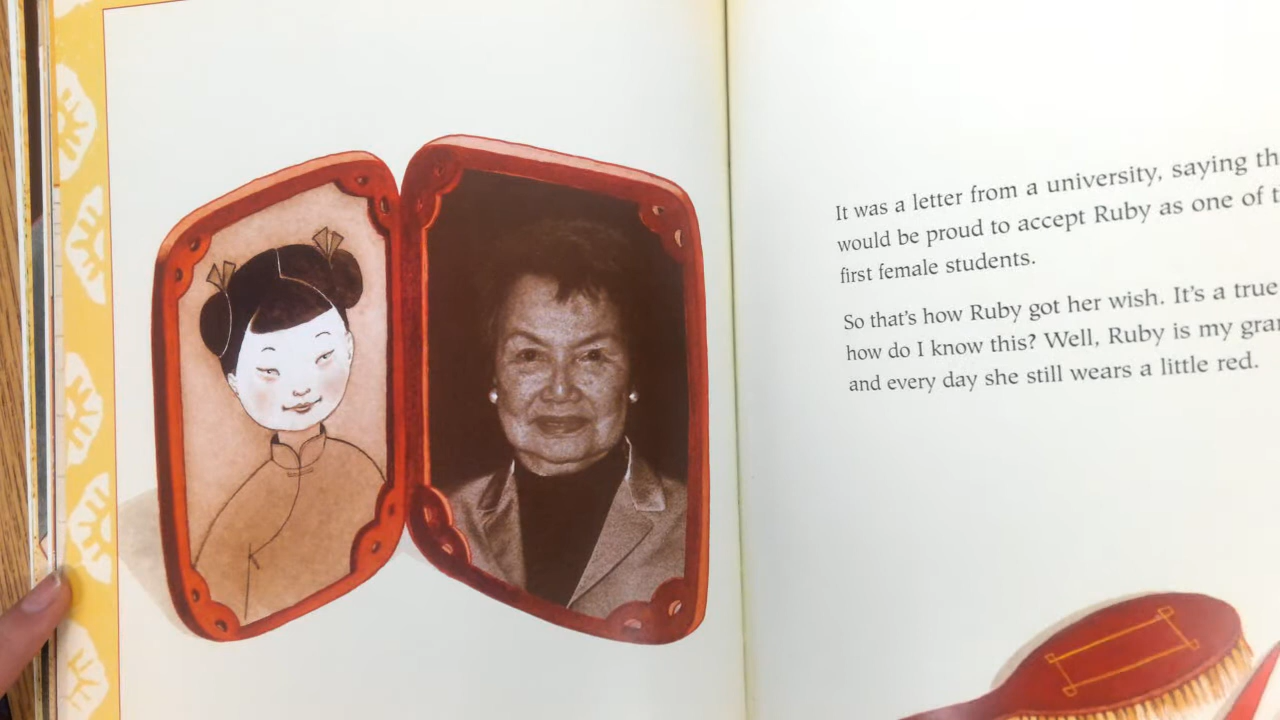 It was a letter from a university, saying th
would be proud to accept Ruby as one of t
first female students.
So that's how Ruby got her wish. It's a true
how do I know this? Well, Ruby is my gra
and every day she still wears a little red.